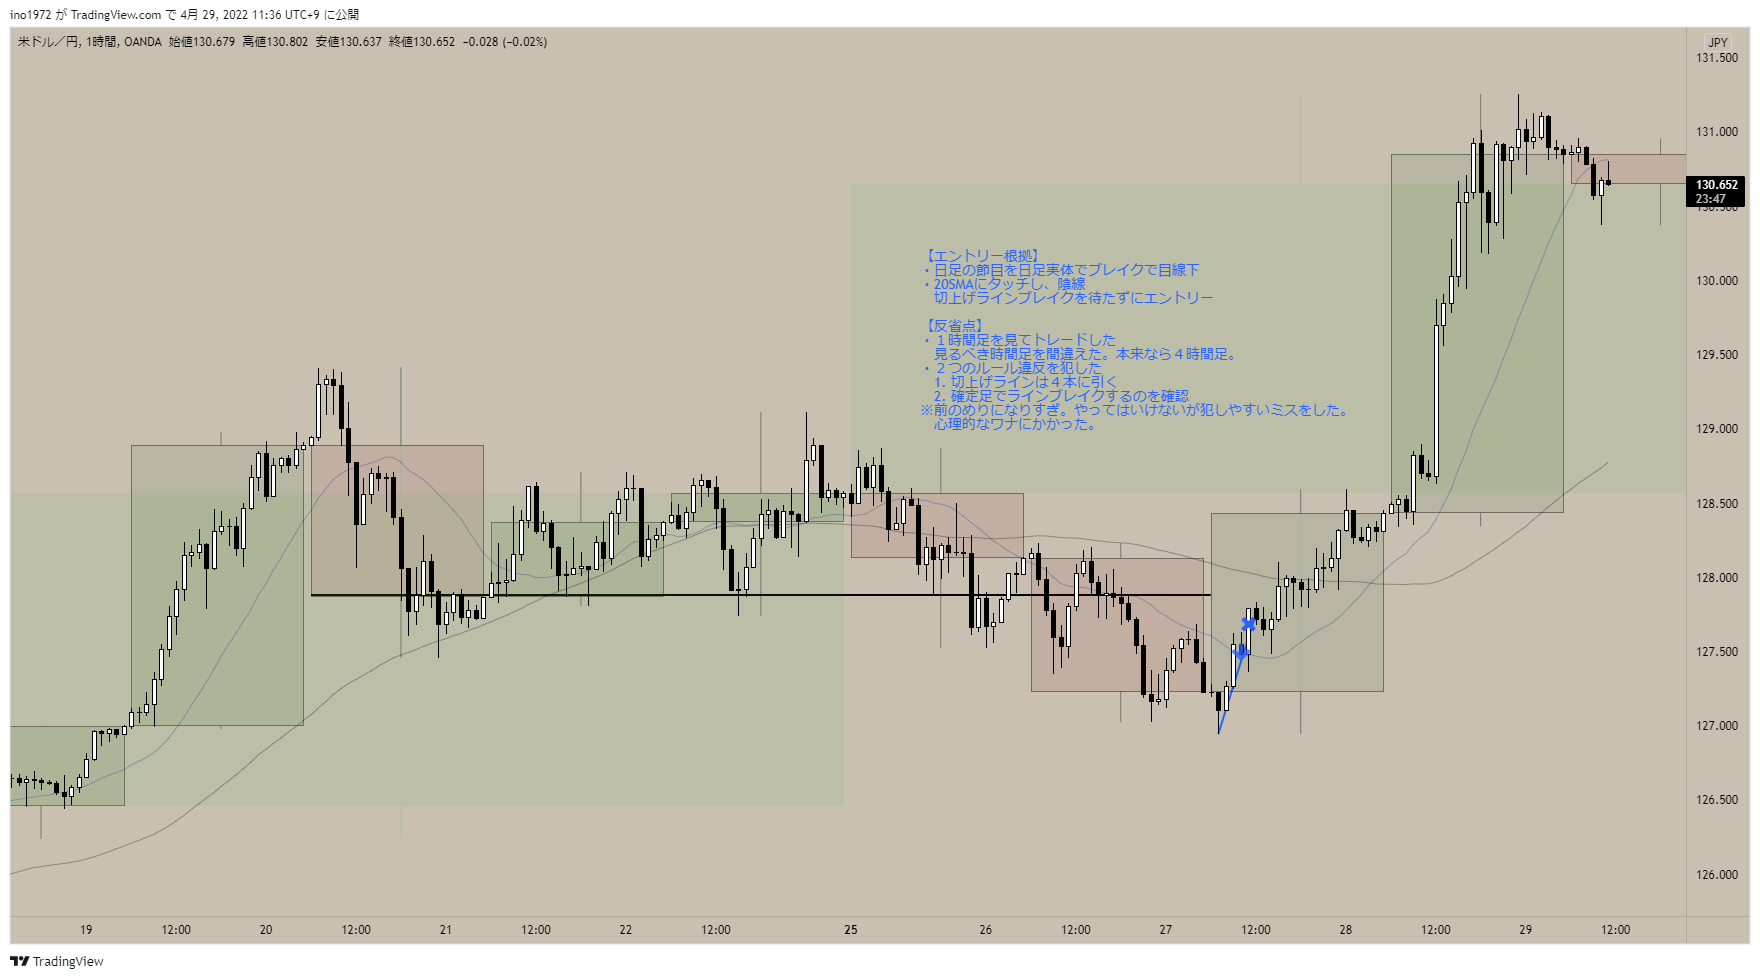 ino1972 が TradingView.com で 4月 29, 2022 11:36 UTC+9 に公開
米ドル／円, 1時間, OANDA 始値130.679 高値130.802 安値130.637 終値130.652 −0.028 (−0.02%)
JPY
131.500
131.000
130.652
23:47
130.500
130.000
129.500
129.000
128.500
128.000
127.500
127.000
126.500
126.000
【エントリー根拠】
・日足の節目を日足実体でブレイクで目線下
・20SMAにタッチし、陰線
切上げラインブレイクを待たずにエントリー
【反省点】
・１時間足を見てトレードした
見るべき時間足を間違えた。本来なら４時間足。
・２つのルール違反を犯した
1. 切上げラインは４本に引く
2. 確定足でラインブレイクするのを確認
※前のめりになりすぎ。やってはいけないが犯しやすいミスをした。
心理的なワナにかかった。
19 12:00 20 12:00 21 12:00 22 12:00 25 26 12:00 27 12:00 28 12:00 29 12:00
TradingView